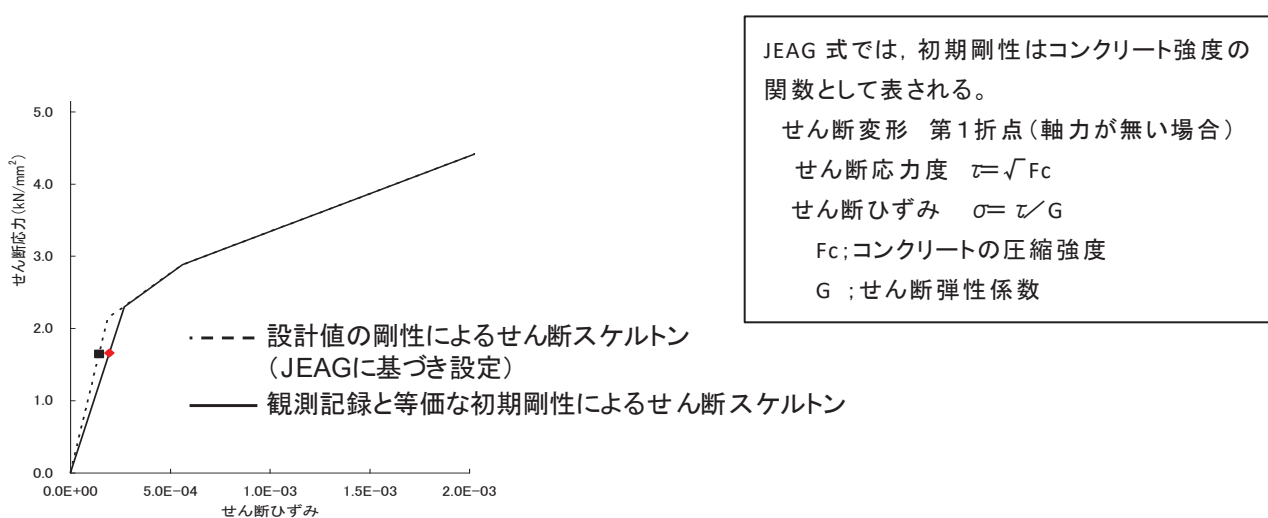 5.0
4.0
3.0
2.0
1.0
0.0
せん断応力(kN/mm²)
0.0E+00 5.0E-04 1.0E-03 1.5E-03 2.0E-03
せん断ひずみ
設計値の剛性によるせん断スケルトン
(JEAGに基づき設定)
観測記録と等価な初期剛性によるせん断スケルトン
JEAG 式では,初期剛性はコンクリート強度の
関数として表される。
せん断変形 第1折点(軸力が無い場合)
せん断応力度 τ=√Fc
せん断ひずみ σ= τ/G
Fc;コンクリートの圧縮強度
G ;せん断弾性係数